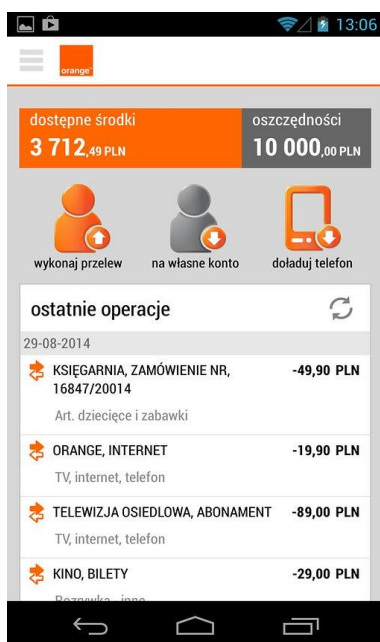 13:06
orange™
dostępne środki
oszczędności
3 712,49 PLN
10 000,00 PLN
wykonaj przelew
na własne konto
doładuj telefon
ostatnie operacje
29-08-2014
KSIĘGARNIA, ZAMÓWIENIE NR,
-49,90 PLN
16847/20014
Art. dziecięce i zabawki
ORANGE, INTERNET
-19,90 PLN
TV, internet, telefon
TELEWIZJA OSIEDLOWA, ABONAMENT
-89,00 PLN
TV, internet, telefon
KINO, BILETY
-29,00 PLN
Rozrywka - inne